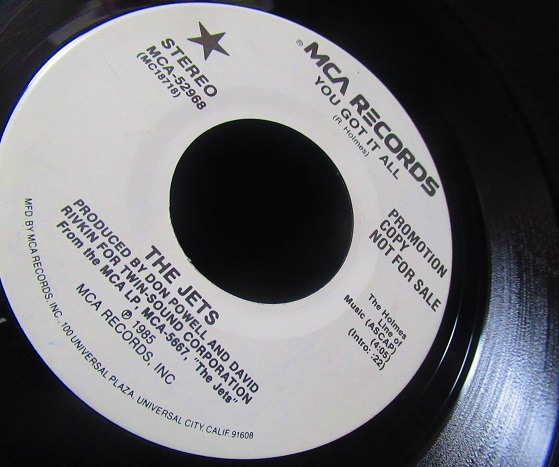 ® MCA RECORDS
YOU GOT IT ALL
(R. Holmes)
STEREO
MCA-52968
(MC18718)
PROMOTION
COPY
NOT FOR SALE
The Holmes
Line of
Music (ASCAP)
(4:05)
(Intro: :22)
THE JETS
PRODUCED BY DON POWELL AND DAVID
RIVKIN FOR TWIN-SOUND CORPORATION
From the MCA LP MCA-5667, "The Jets"
℗ 1985
MCA RECORDS, INC
MFD BY MCA RECORDS, INC., 100 UNIVERSAL PLAZA, UNIVERSAL CITY, CALIF 91608